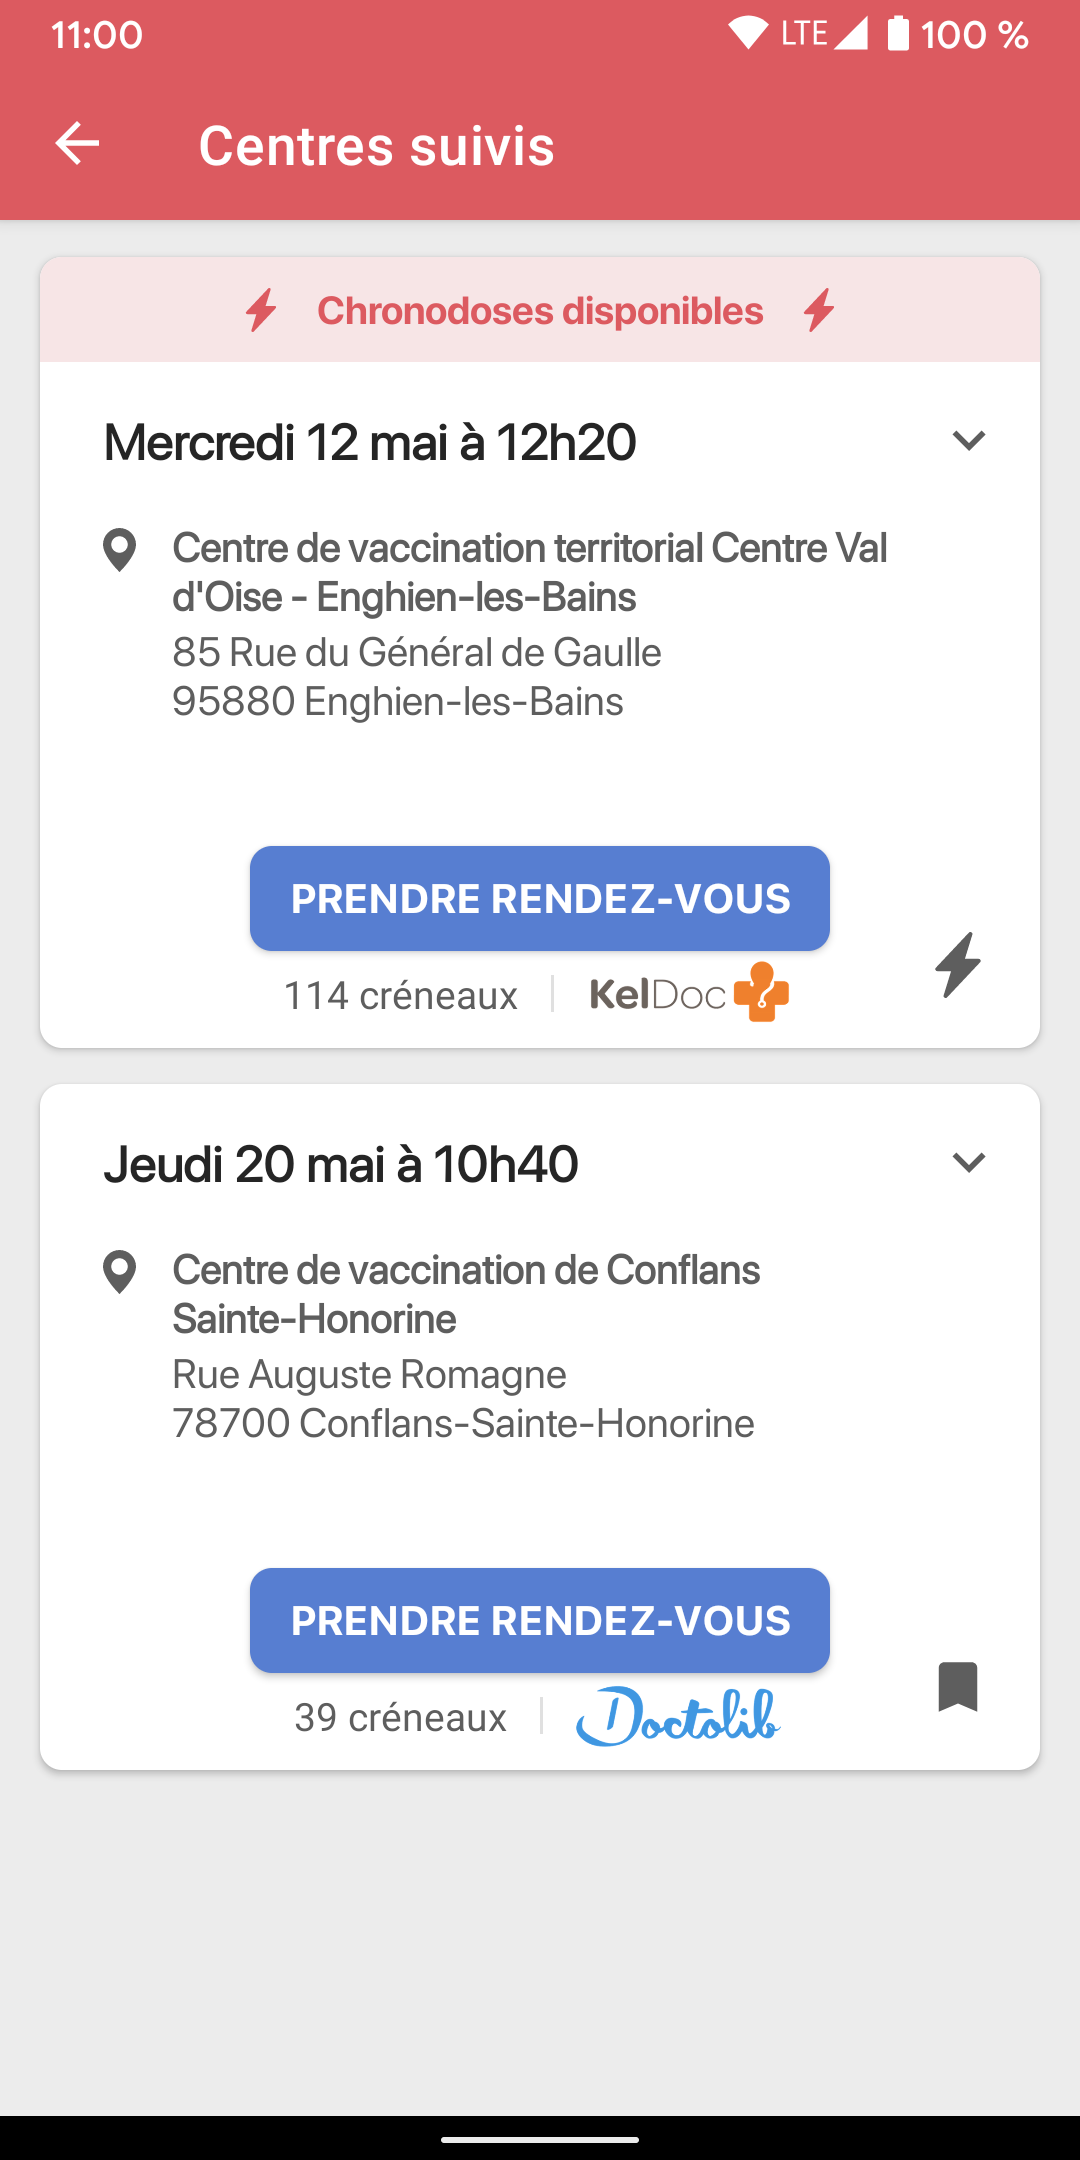 11:00 LTE 100 %
Centres suivis
Chronodoses disponibles
Mercredi 12 mai à 12h20
Centre de vaccination territorial Centre Val
d'Oise - Enghien-les-Bains
85 Rue du Général de Gaulle
95880 Enghien-les-Bains
PRENDRE RENDEZ-VOUS
114 créneaux KelDoc
Jeudi 20 mai à 10h40
Centre de vaccination de Conflans
Sainte-Honorine
Rue Auguste Romagne
78700 Conflans-Sainte-Honorine
PRENDRE RENDEZ-VOUS
39 créneaux Doctolib